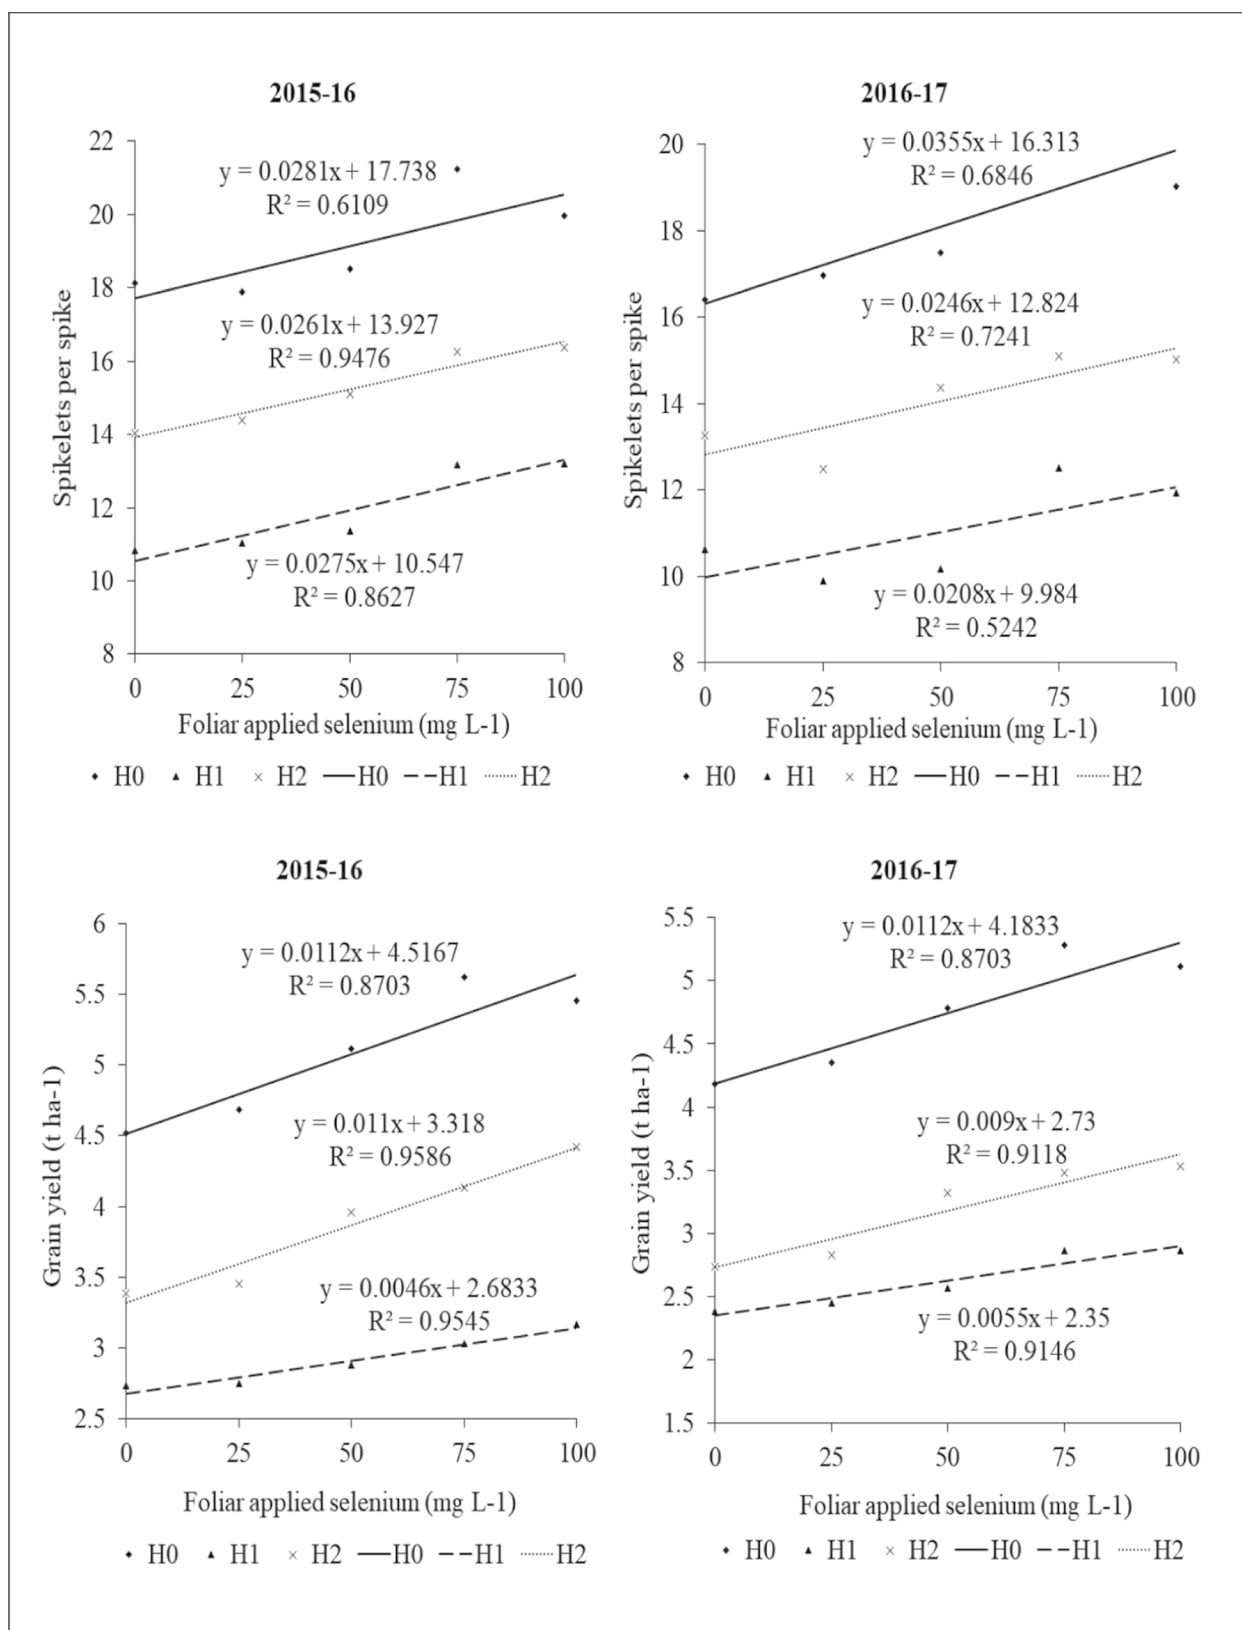 2015-16
22
20
18
16
14
12
10
8
Spikelets per spike
y = 0.0281x + 17.738
R² = 0.6109
y = 0.0261x + 13.927
R² = 0.9476
y = 0.0275x + 10.547
R² = 0.8627
0 25 50 75 100
Foliar applied selenium (mg L-1)
H0 H1 H2 H0 H1 H2
2016-17
20
18
16
14
12
10
8
Spikelets per spike
y = 0.0355x + 16.313
R² = 0.6846
y = 0.0246x + 12.824
R² = 0.7241
y = 0.0208x + 9.984
R² = 0.5242
0 25 50 75 100
Foliar applied selenium (mg L-1)
H0 H1 H2 H0 H1 H2
2015-16
6
5.5
5
4.5
4
3.5
3
2.5
Grain yield (t ha-1)
y = 0.0112x + 4.5167
R² = 0.8703
y = 0.011x + 3.318
R² = 0.9586
y = 0.0046x + 2.6833
R² = 0.9545
0 25 50 75 100
Foliar applied selenium (mg L-1)
H0 H1 H2 H0 H1 H2
2016-17
5.5
5
4.5
4
3.5
3
2.5
2
1.5
Grain yield (t ha-1)
y = 0.0112x + 4.1833
R² = 0.8703
y = 0.009x + 2.73
R² = 0.9118
y = 0.0055x + 2.35
R² = 0.9146
0 25 50 75 100
Foliar applied selenium (mg L-1)
H0 H1 H2 H0 H1 H2